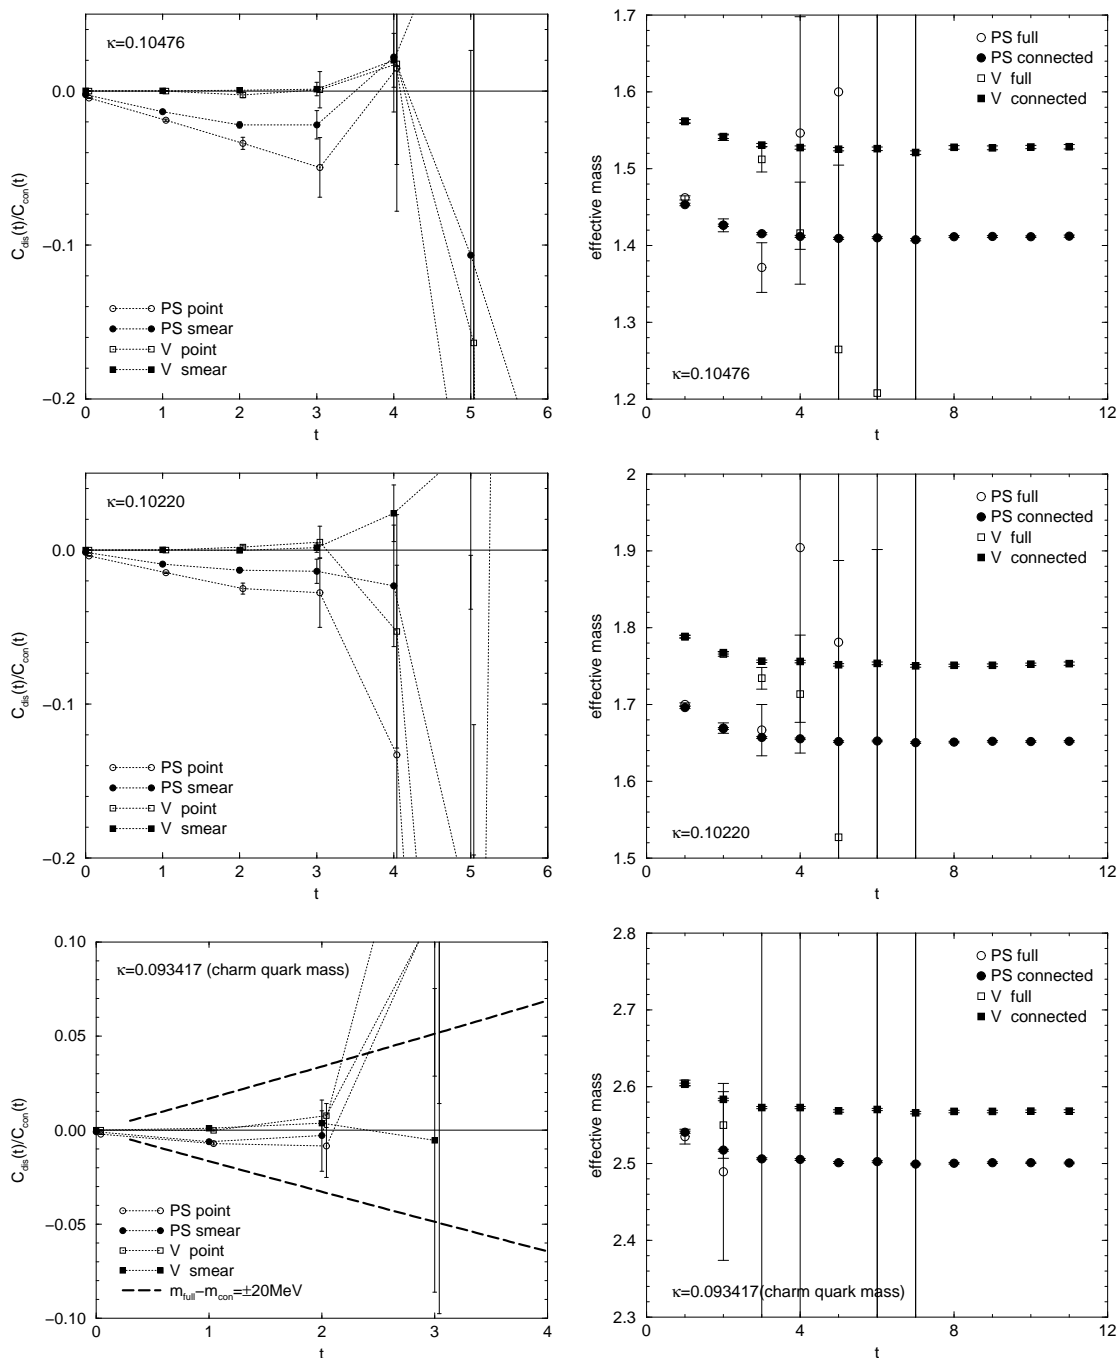 κ=0.10476
0.0
−0.1
−0.2
C_dis(t)/C_con(t)
PS point
PS smear
V point
V smear
0 1 2 3 4 5 6
t
1.7
1.6
1.5
1.4
1.3
1.2
effective mass
PS full
PS connected
V full
V connected
κ=0.10476
0 4 8 12
t
κ=0.10220
0.0
−0.1
−0.2
C_dis(t)/C_con(t)
PS point
PS smear
V point
V smear
0 1 2 3 4 5 6
t
2
1.9
1.8
1.7
1.6
1.5
effective mass
PS full
PS connected
V full
V connected
κ=0.10220
0 4 8 12
t
0.10
0.05
0.00
−0.05
−0.10
C_dis(t)/C_con(t)
κ=0.093417 (charm quark mass)
PS point
PS smear
V point
V smear
m_full−m_con=±20MeV
0 1 2 3 4
t
2.8
2.7
2.6
2.5
2.4
2.3
effective mass
PS full
PS connected
V full
V connected
κ=0.093417(charm quark mass)
0 4 8 12
t